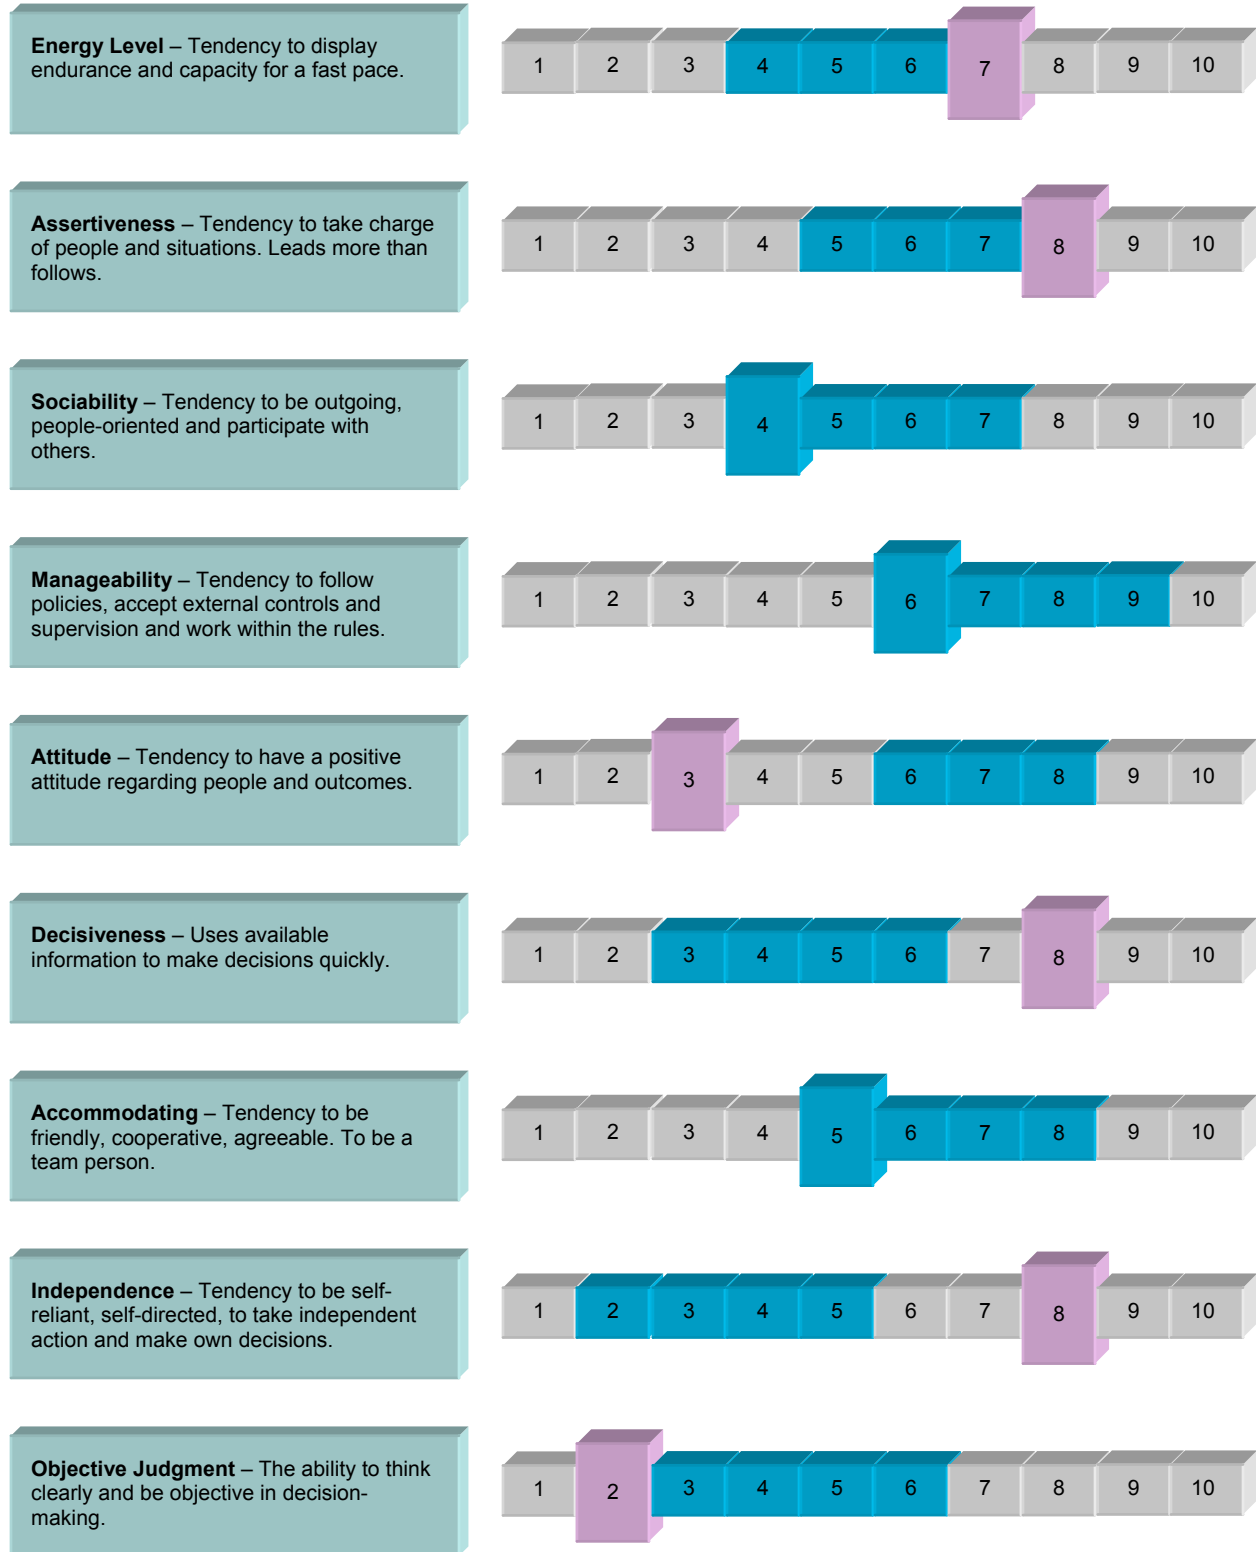 Energy Level – Tendency to display
endurance and capacity for a fast pace.
1 2 3 4 5 6 7 8 9 10
Assertiveness – Tendency to take charge
of people and situations. Leads more than
follows.
1 2 3 4 5 6 7 8 9 10
Sociability – Tendency to be outgoing,
people-oriented and participate with
others.
1 2 3 4 5 6 7 8 9 10
Manageability – Tendency to follow
policies, accept external controls and
supervision and work within the rules.
1 2 3 4 5 6 7 8 9 10
Attitude – Tendency to have a positive
attitude regarding people and outcomes.
1 2 3 4 5 6 7 8 9 10
Decisiveness – Uses available
information to make decisions quickly.
1 2 3 4 5 6 7 8 9 10
Accommodating – Tendency to be
friendly, cooperative, agreeable. To be a
team person.
1 2 3 4 5 6 7 8 9 10
Independence – Tendency to be self-
reliant, self-directed, to take independent
action and make own decisions.
1 2 3 4 5 6 7 8 9 10
Objective Judgment – The ability to think
clearly and be objective in decision-
making.
1 2 3 4 5 6 7 8 9 10